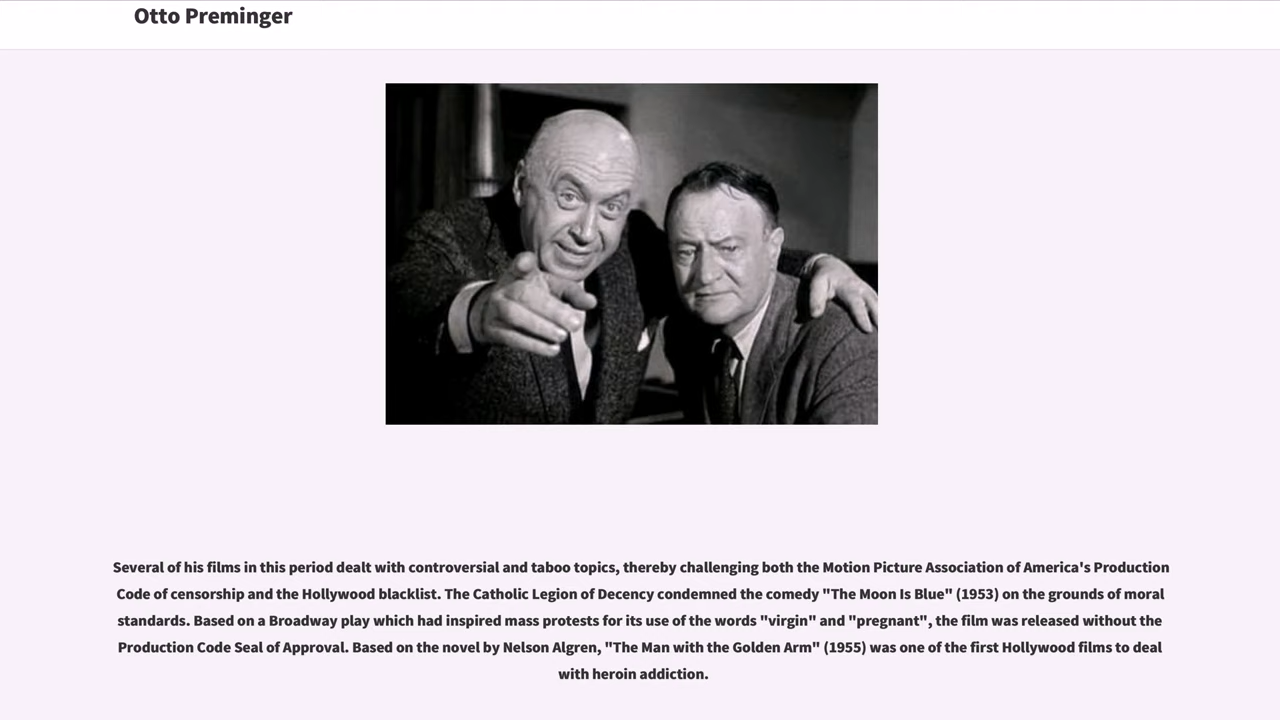 Otto Preminger
Several of his films in this period dealt with controversial and taboo topics, thereby challenging both the Motion Picture Association of America's Production
Code of censorship and the Hollywood blacklist. The Catholic Legion of Decency condemned the comedy "The Moon Is Blue" (1953) on the grounds of moral
standards. Based on a Broadway play which had inspired mass protests for its use of the words "virgin" and "pregnant", the film was released without the
Production Code Seal of Approval. Based on the novel by Nelson Algren, "The Man with the Golden Arm" (1955) was one of the first Hollywood films to deal
with heroin addiction.